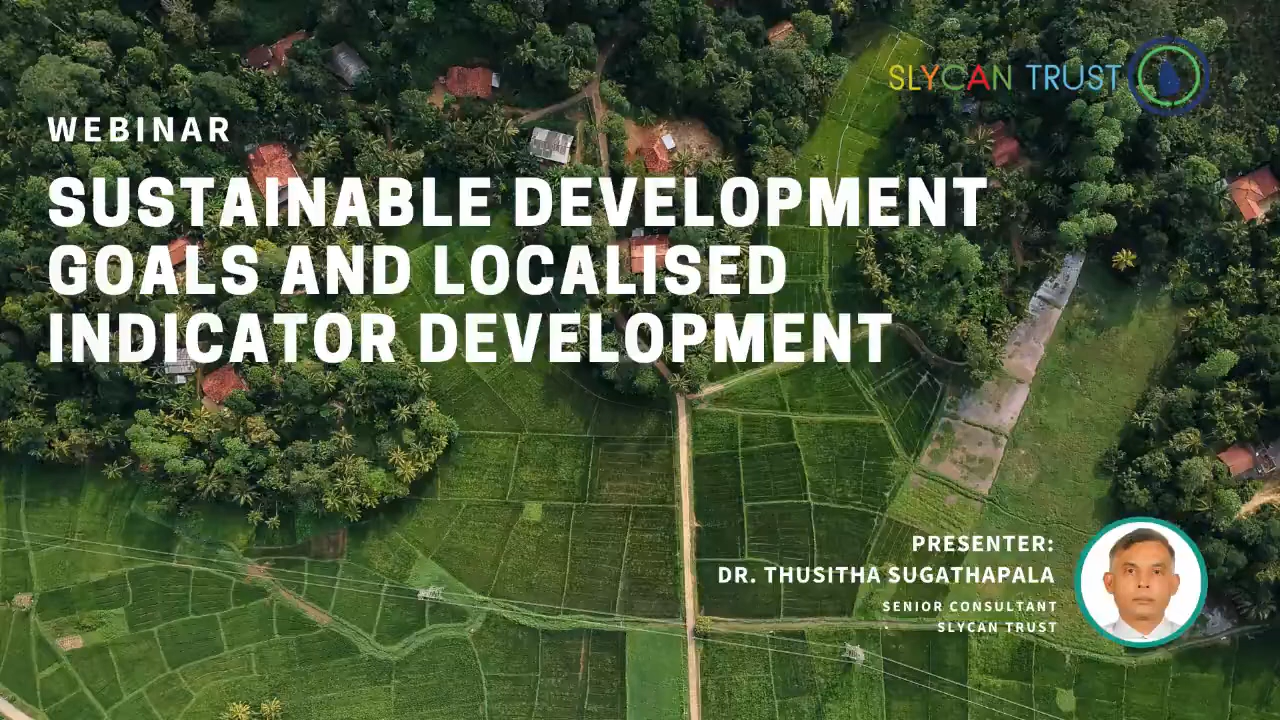 SLYCAN TRUST
WEBINAR
SUSTAINABLE DEVELOPMENT
GOALS AND LOCALISED
INDICATOR DEVELOPMENT
PRESENTER:
DR. THUSITHA SUGATHAPALA
SENIOR CONSULTANT
SLYCAN TRUST